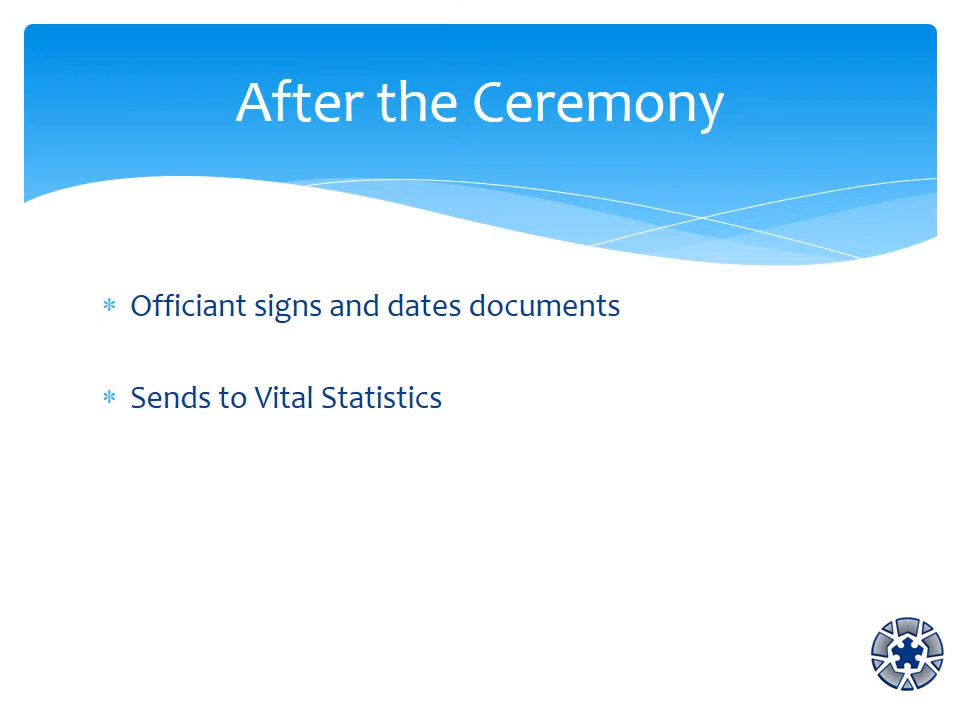 After the Ceremony
* Officiant signs and dates documents
* Sends to Vital Statistics